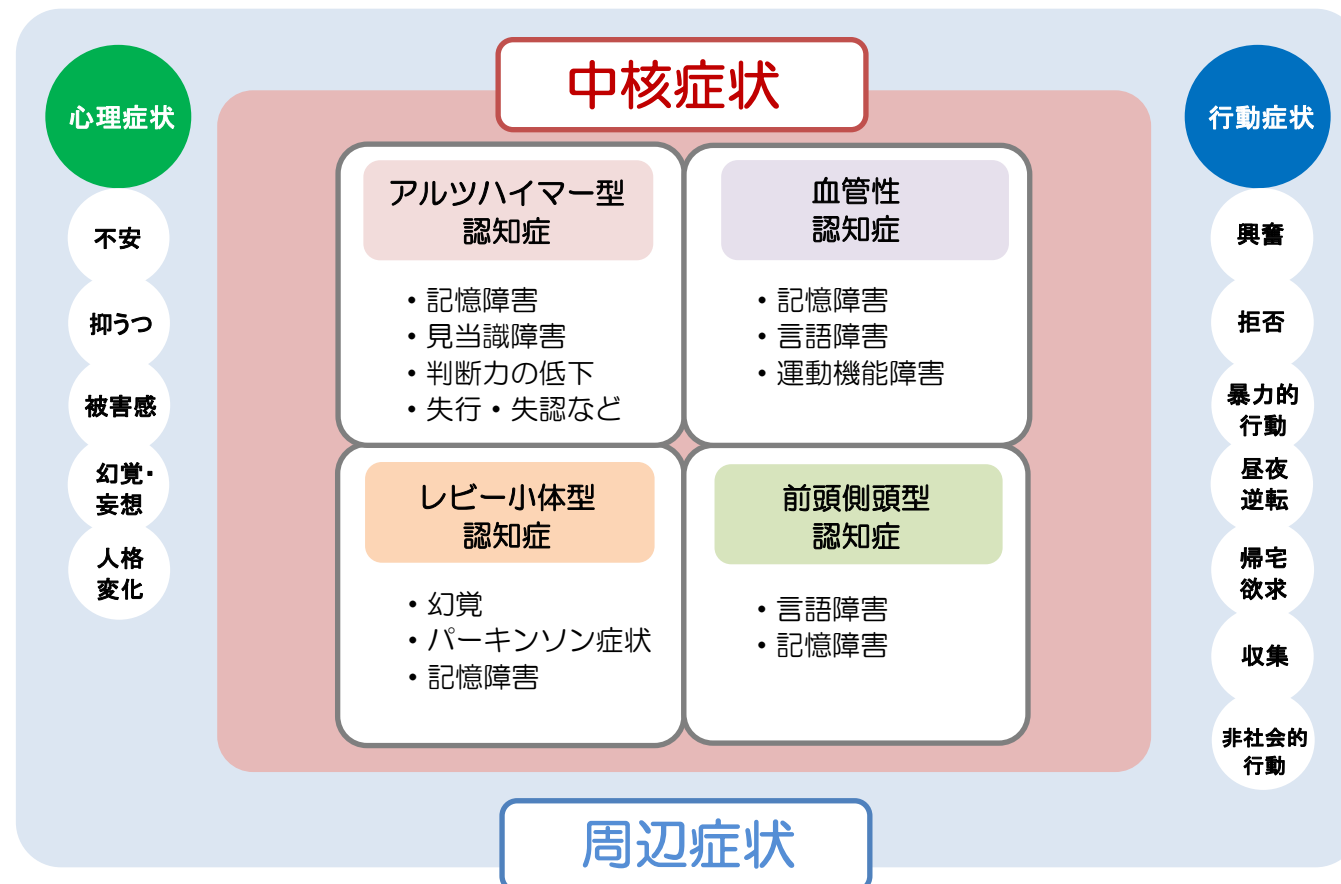 中核症状
心理症状
不安
抑うつ
被害感
幻覚・
妄想
人格
変化
アルツハイマー型
認知症
・記憶障害
・見当識障害
・判断力の低下
・失行・失認など
血管性
認知症
・記憶障害
・言語障害
・運動機能障害
レビー小体型
認知症
・幻覚
・パーキンソン症状
・記憶障害
前頭側頭型
認知症
・言語障害
・記憶障害
行動症状
興奮
拒否
暴力的
行動
昼夜
逆転
帰宅
欲求
収集
非社会的
行動
周辺症状